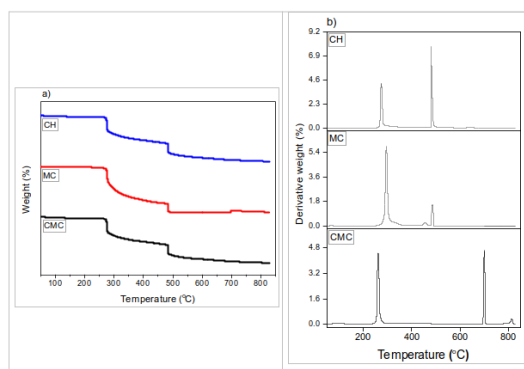 a)
CH
MC
CMC
Weight (%)
100 200 300 400 500 600 700 800
Temperature (°C)
b)
CH
9.2
6.9
4.6
2.3
0.0
MC
5.4
3.6
1.8
0.0
CMC
4.8
3.2
1.6
0.0
Derivative weight (%)
200 400 600 800
Temperature (°C)